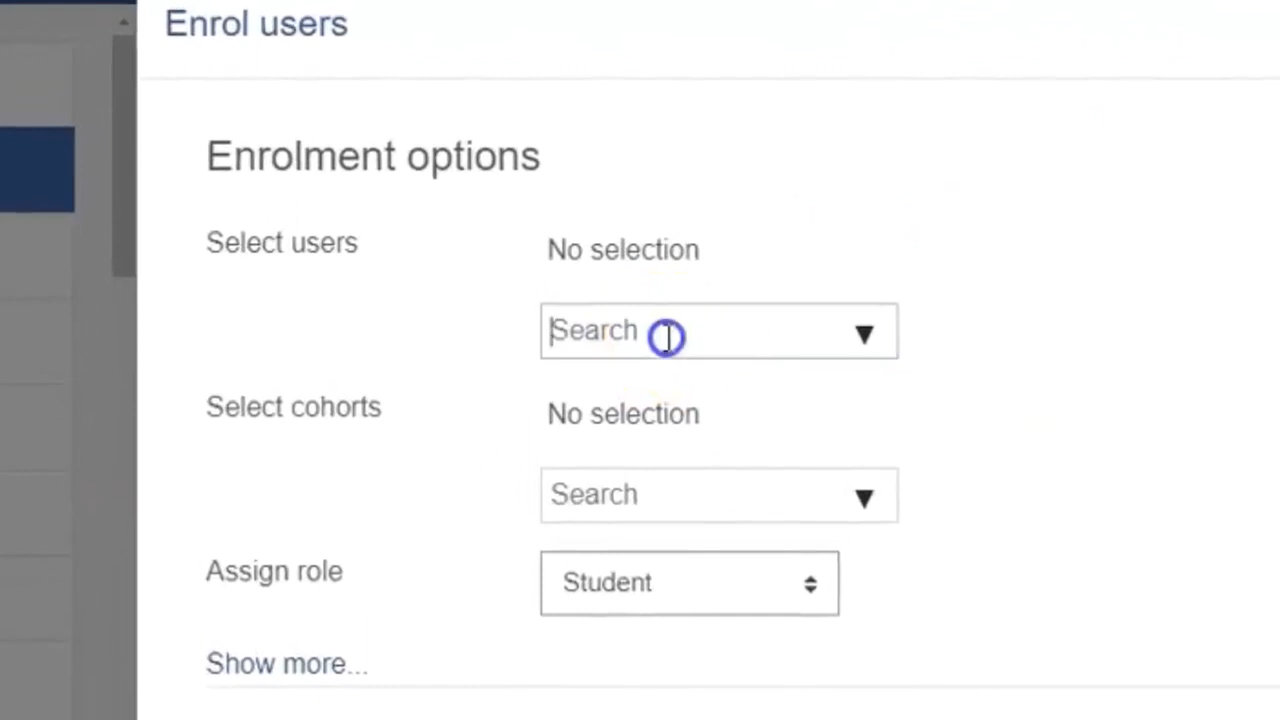 Enrol users
Enrolment options
Select users
No selection
Search
Select cohorts
No selection
Search
Assign role
Student
Show more...